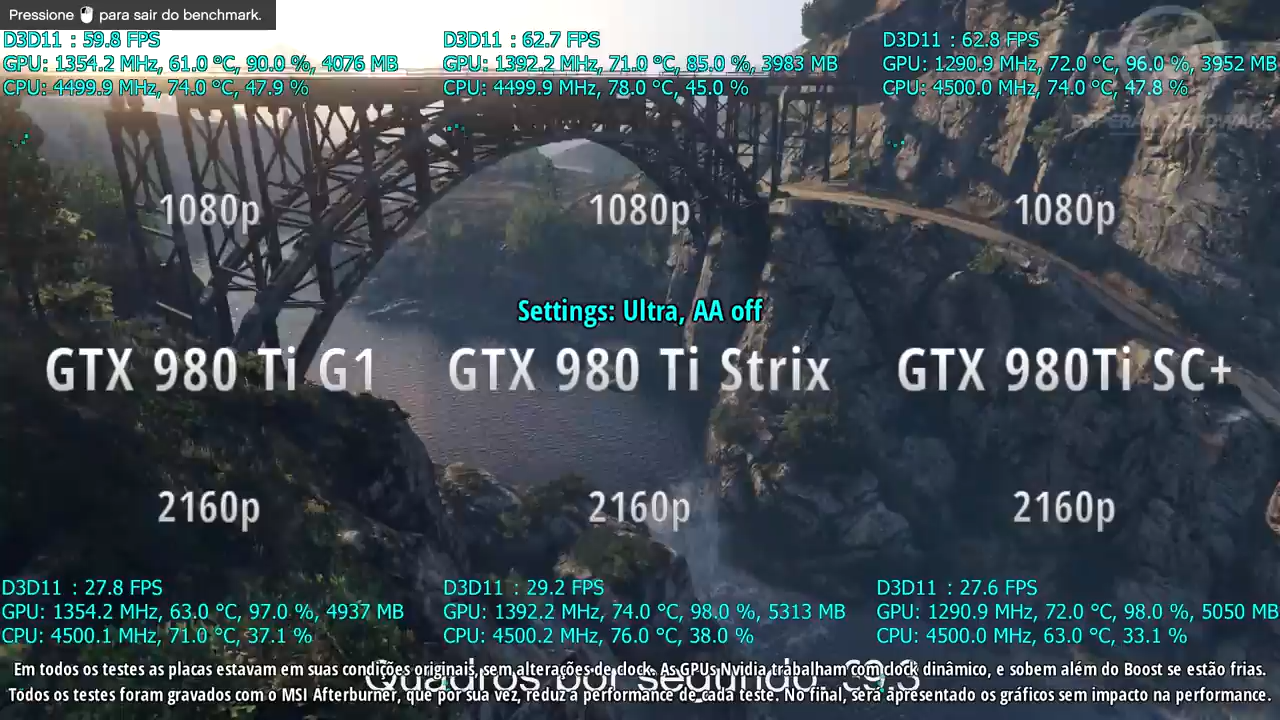 Pressione para sair do benchmark.
D3D11 : 59.8 FPS
GPU: 1354.2 MHz, 61.0 °C, 90.0 %, 4076 MB
CPU: 4499.9 MHz, 74.0 °C, 47.9 %
D3D11 : 62.7 FPS
GPU: 1392.2 MHz, 71.0 °C, 85.0 %, 3983 MB
CPU: 4499.9 MHz, 78.0 °C, 45.0 %
D3D11 : 62.8 FPS
GPU: 1290.9 MHz, 72.0 °C, 96.0 %, 3952 MB
CPU: 4500.0 MHz, 74.0 °C, 47.8 %
1080p
1080p
1080p
Settings: Ultra, AA off
GTX 980 Ti G1
GTX 980 Ti Strix
GTX 980Ti SC+
2160p
2160p
2160p
D3D11 : 27.8 FPS
GPU: 1354.2 MHz, 63.0 °C, 97.0 %, 4937 MB
CPU: 4500.1 MHz, 71.0 °C, 37.1 %
D3D11 : 29.2 FPS
GPU: 1392.2 MHz, 74.0 °C, 98.0 %, 5313 MB
CPU: 4500.2 MHz, 76.0 °C, 38.0 %
D3D11 : 27.6 FPS
GPU: 1290.9 MHz, 72.0 °C, 98.0 %, 5050 MB
CPU: 4500.0 MHz, 63.0 °C, 33.1 %
Em todos os testes as placas estavam em suas condições originais, sem alterações de clock. As GPUs Nvidia trabalham com clock dinâmico, e sobem além do Bgost se estão frias.
Quadros por segundo:
Todos os testes foram gravados com o MSI Afterburner, que por sua vez, reduz a performance de cada teste. No final, será apresentado os gráficos sem impacto na performance.